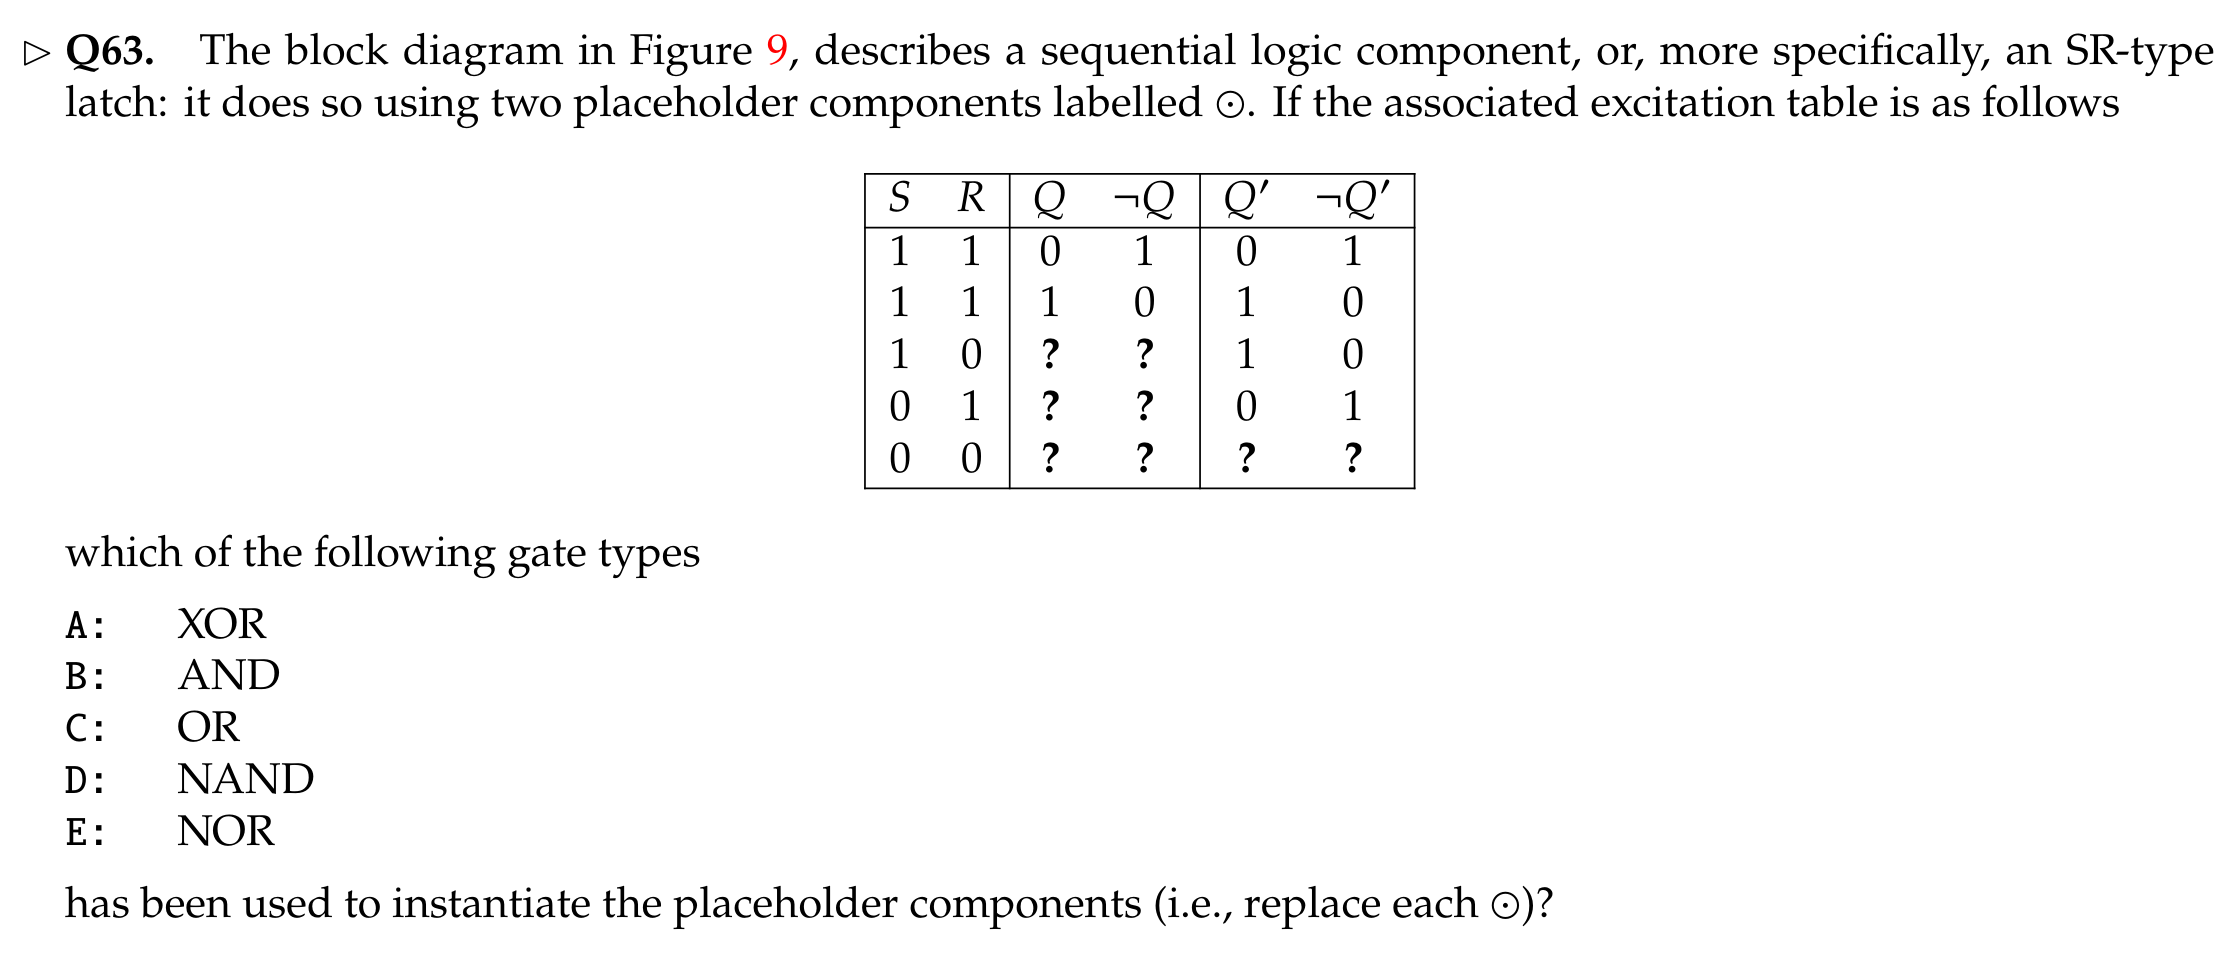 ▷ Q63. The block diagram in Figure 9, describes a sequential logic component, or, more specifically, an SR-type
latch: it does so using two placeholder components labelled ⊙. If the associated excitation table is as follows
S R Q ¬Q Q′ ¬Q′
1 1 0 1 0 1
1 1 1 0 1 0
1 0 ? ? 1 0
0 1 ? ? 0 1
0 0 ? ? ? ?
which of the following gate types
A: XOR
B: AND
C: OR
D: NAND
E: NOR
has been used to instantiate the placeholder components (i.e., replace each ⊙)?